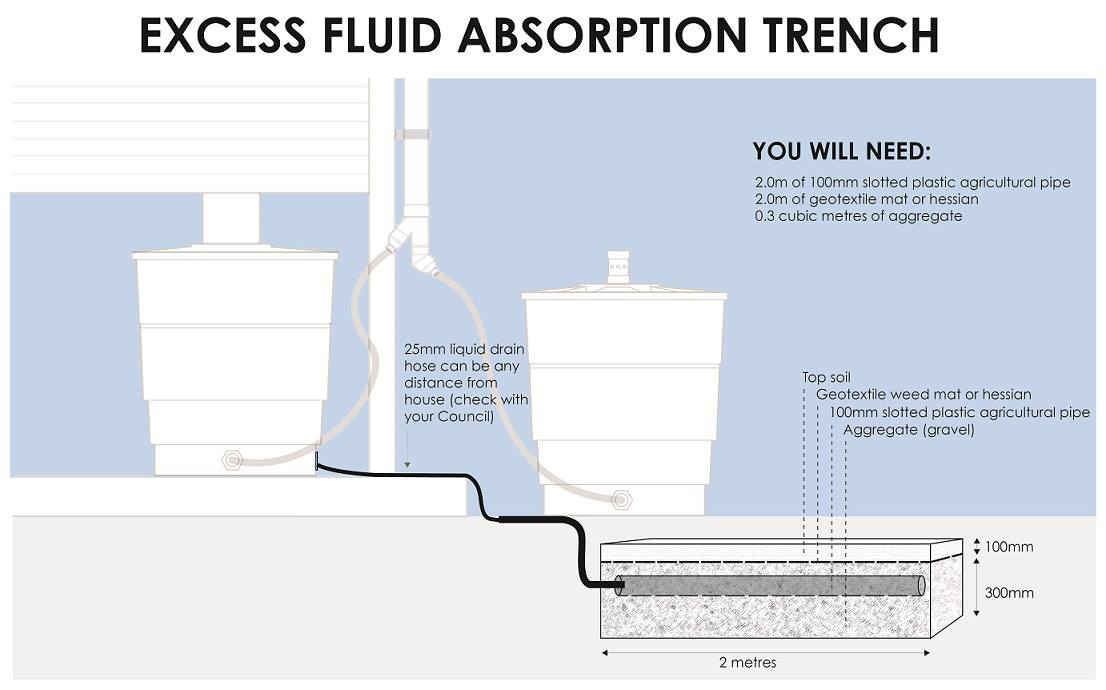 EXCESS FLUID ABSORPTION TRENCH
YOU WILL NEED:
2.0m of 100mm slotted plastic agricultural pipe
2.0m of geotextile mat or hessian
0.3 cubic metres of aggregate
25mm liquid drain
hose can be any
distance from
house (check with
your Council)
Top soil
Geotextile weed mat or hessian
100mm slotted plastic agricultural pipe
Aggregate (gravel)
100mm
300mm
2 metres